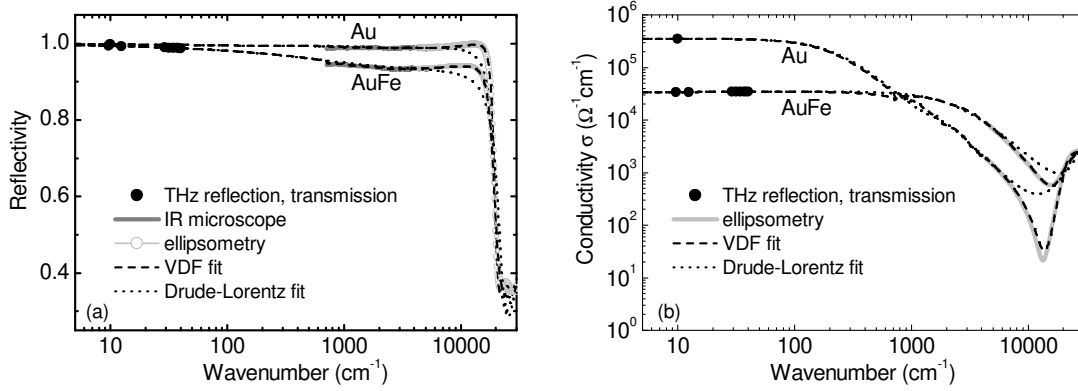 1.0
0.8
0.6
0.4
Reflectivity
Au
AuFe
THz reflection, transmission
IR microscope
ellipsometry
VDF fit
Drude-Lorentz fit
(a)
10 100 1000 10000
Wavenumber (cm⁻¹)
10⁶
10⁵
10⁴
10³
10²
10¹
10⁰
Conductivity σ (Ω⁻¹cm⁻¹)
Au
AuFe
THz reflection, transmission
ellipsometry
VDF fit
Drude-Lorentz fit
(b)
10 100 1000 10000
Wavenumber (cm⁻¹)